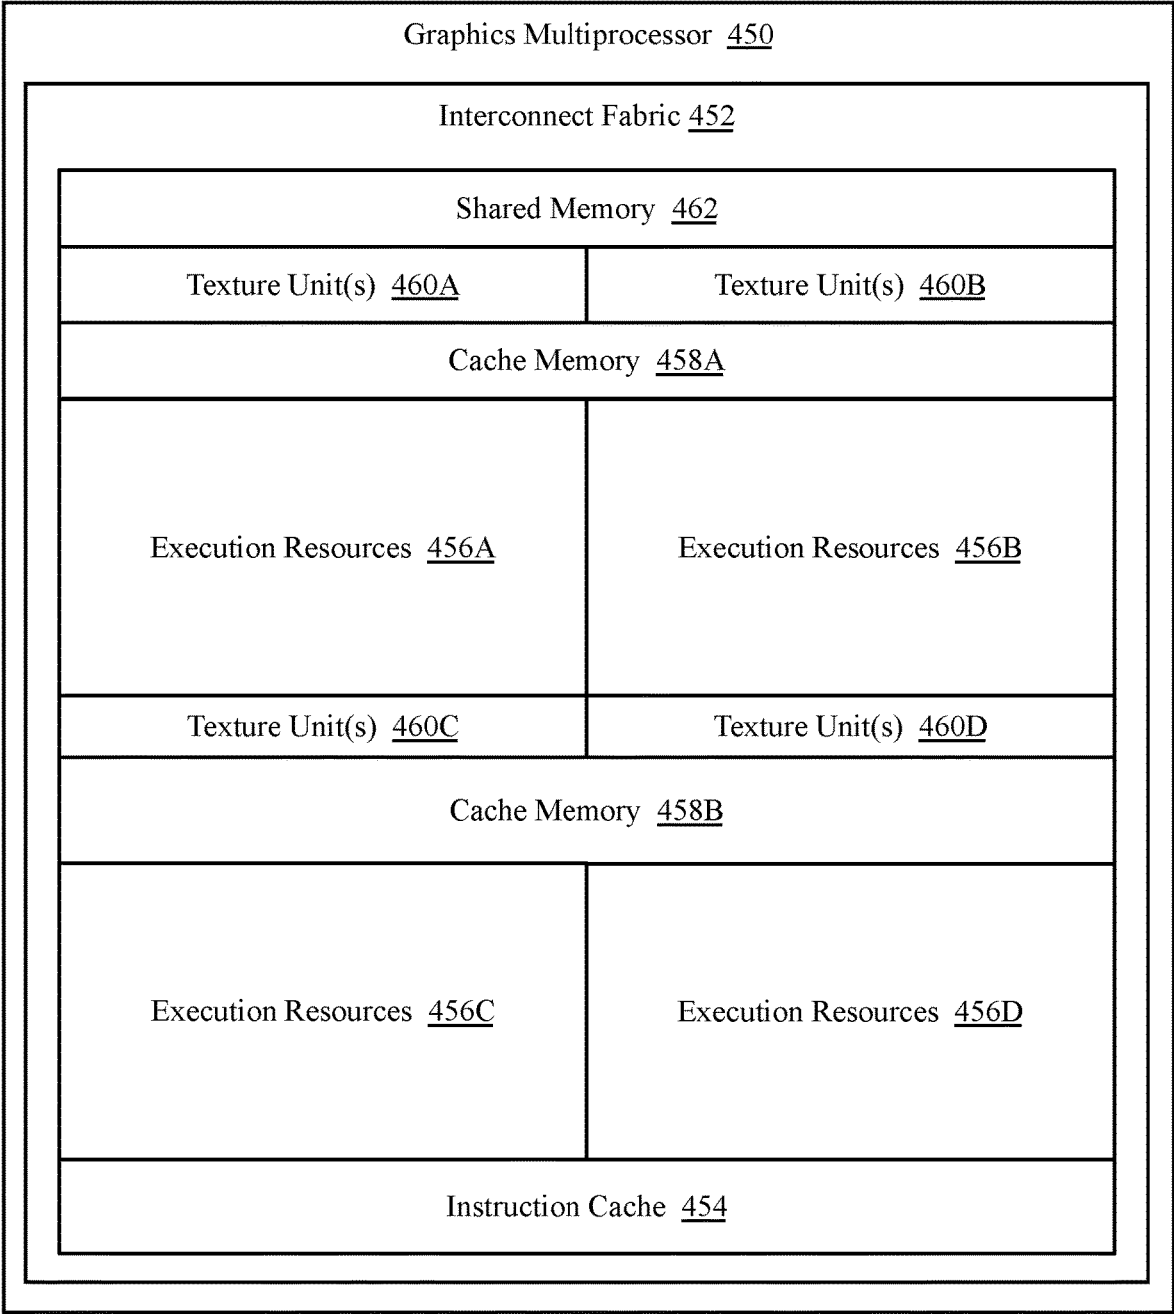 Graphics Multiprocessor 450
Interconnect Fabric 452
Shared Memory 462
Texture Unit(s) 460A
Texture Unit(s) 460B
Cache Memory 458A
Execution Resources 456A
Execution Resources 456B
Texture Unit(s) 460C
Texture Unit(s) 460D
Cache Memory 458B
Execution Resources 456C
Execution Resources 456D
Instruction Cache 454